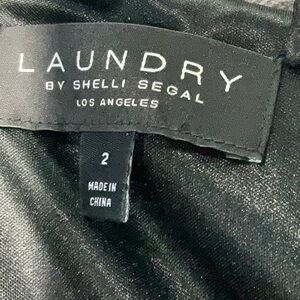 LAUNDRY
BY SHELLI SEGAL
LOS ANGELES
2
MADE IN
CHINA